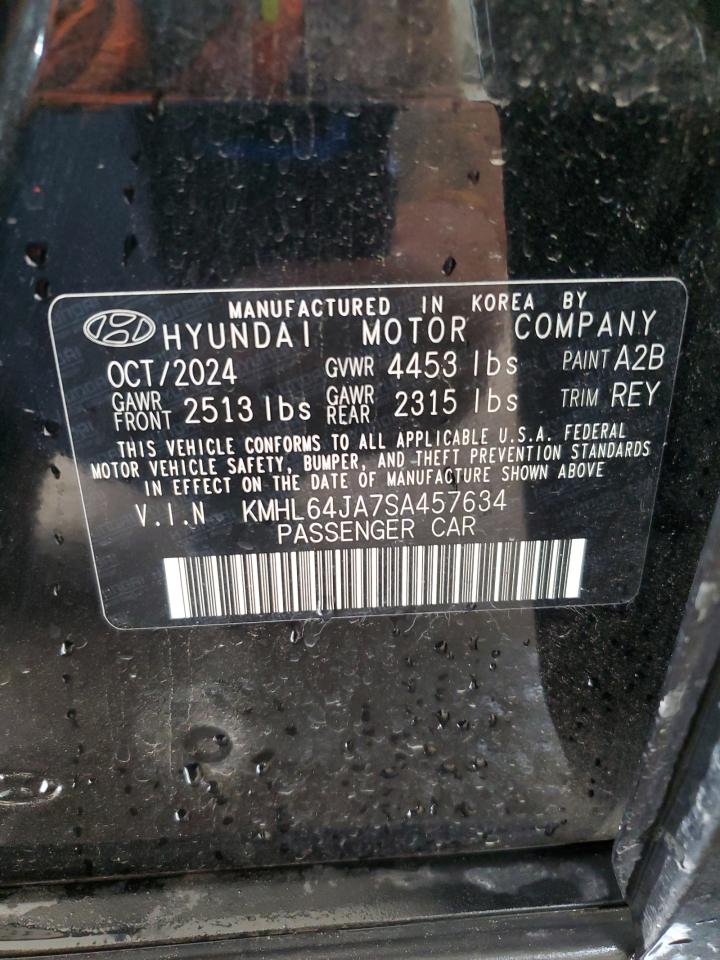 MANUFACTURED IN KOREA BY
HYUNDAI MOTOR COMPANY
OCT/2024 GVWR 4453 lbs PAINT A2B
GAWR FRONT 2513 lbs GAWR REAR 2315 lbs TRIM REY
THIS VEHICLE CONFORMS TO ALL APPLICABLE U.S.A. FEDERAL
MOTOR VEHICLE SAFETY, BUMPER, AND THEFT PREVENTION STANDARDS
IN EFFECT ON THE DATE OF MANUFACTURE SHOWN ABOVE
V.I.N KMHL64JA7SA457634
PASSENGER CAR